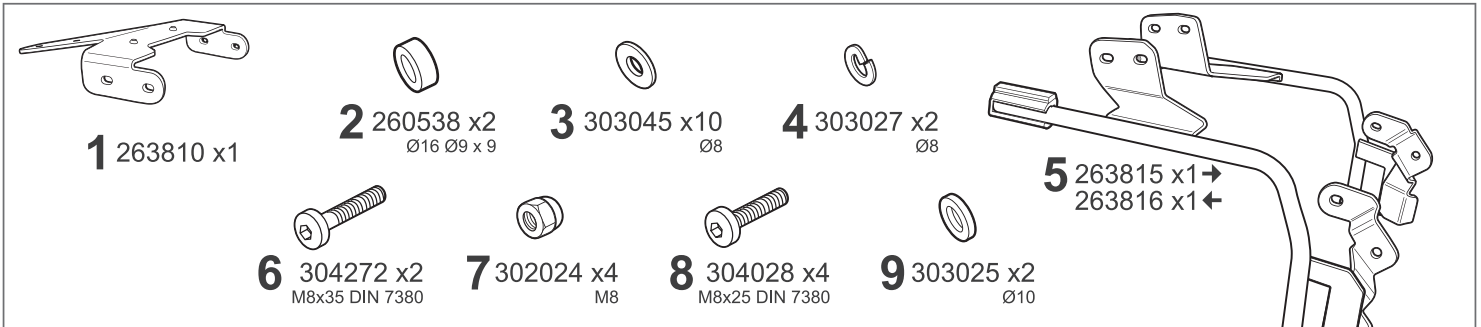 1 263810 x1
2 260538 x2
Ø16 Ø9 x 9
3 303045 x10
Ø8
4 303027 x2
Ø8
5 263815 x1→
263816 x1←
6 304272 x2
M8x35 DIN 7380
7 302024 x4
M8
8 304028 x4
M8x25 DIN 7380
9 303025 x2
Ø10